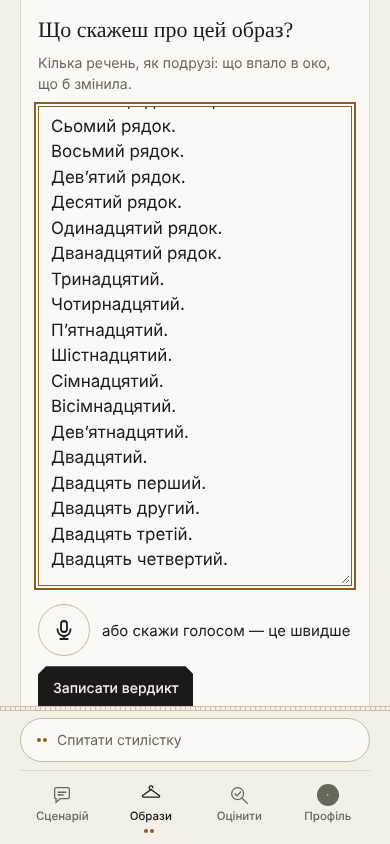 Що скажеш про цей образ?
Кілька речень, як подрузі: що впало в око,
що б змінила.
Сьомий рядок.
Восьмий рядок.
Дев’ятий рядок.
Десятий рядок.
Одинадцятий рядок.
Дванадцятий рядок.
Тринадцятий.
Чотирнадцятий.
П’ятнадцятий.
Шістнадцятий.
Сімнадцятий.
Вісімнадцятий.
Дев’ятнадцятий.
Двадцятий.
Двадцять перший.
Двадцять другий.
Двадцять третій.
Двадцять четвертий.
або скажи голосом — це швидше
Записати вердикт
Спитати стилістку
Сценарій Образи Оцінити Профіль